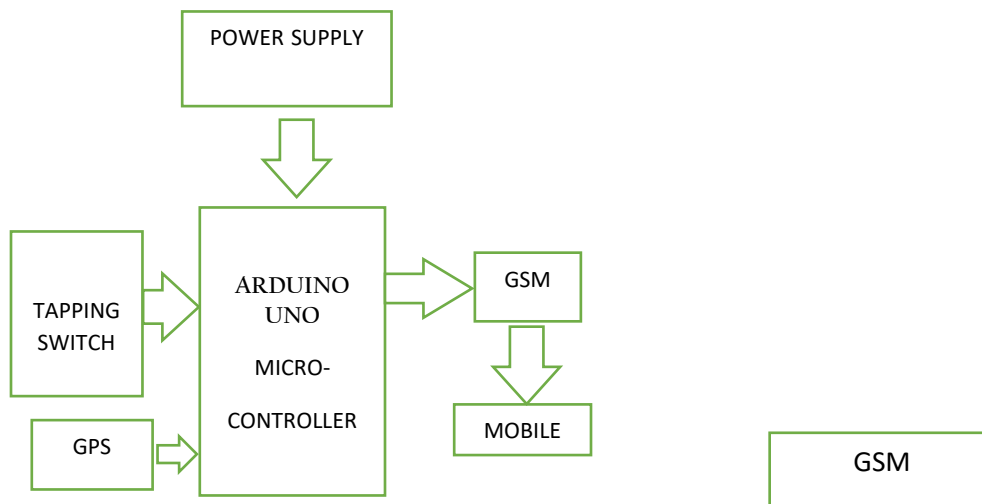 POWER SUPPLY
TAPPING
SWITCH
ARDUINO
UNO
MICRO-
CONTROLLER
GSM
GPS
MOBILE
GSM